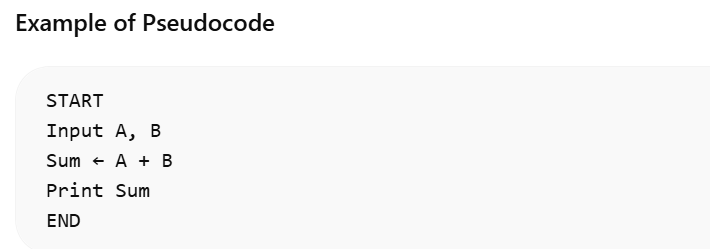 Example of Pseudocode
START
Input A, B
Sum ← A + B
Print Sum
END